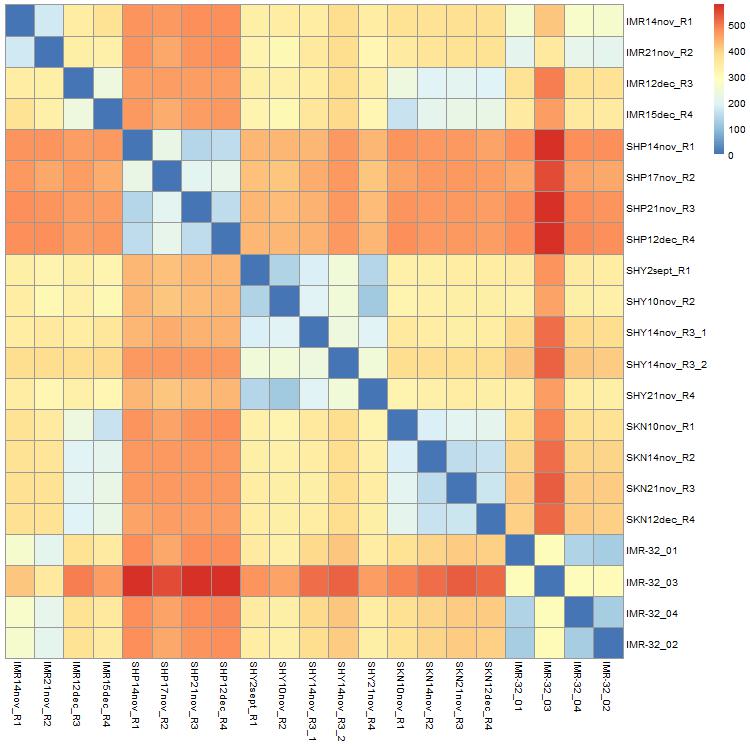 IMR14nov_R1
IMR21nov_R2
IMR12dec_R3
IMR15dec_R4
SHP14nov_R1
SHP17nov_R2
SHP21nov_R3
SHP12dec_R4
SHY2sept_R1
SHY10nov_R2
SHY14nov_R3_1
SHY14nov_R3_2
SHY21nov_R4
SKN10nov_R1
SKN14nov_R2
SKN21nov_R3
SKN12dec_R4
IMR-32_01
IMR-32_03
IMR-32_04
IMR-32_02
500
400
300
200
100
0
IMR14nov_R1
IMR21nov_R2
IMR12dec_R3
IMR15dec_R4
SHP14nov_R1
SHP17nov_R2
SHP21nov_R3
SHP12dec_R4
SHY2sept_R1
SHY10nov_R2
SHY14nov_R3_1
SHY14nov_R3_2
SHY21nov_R4
SKN10nov_R1
SKN14nov_R2
SKN21nov_R3
SKN12dec_R4
IMR-32_01
IMR-32_03
IMR-32_04
IMR-32_02